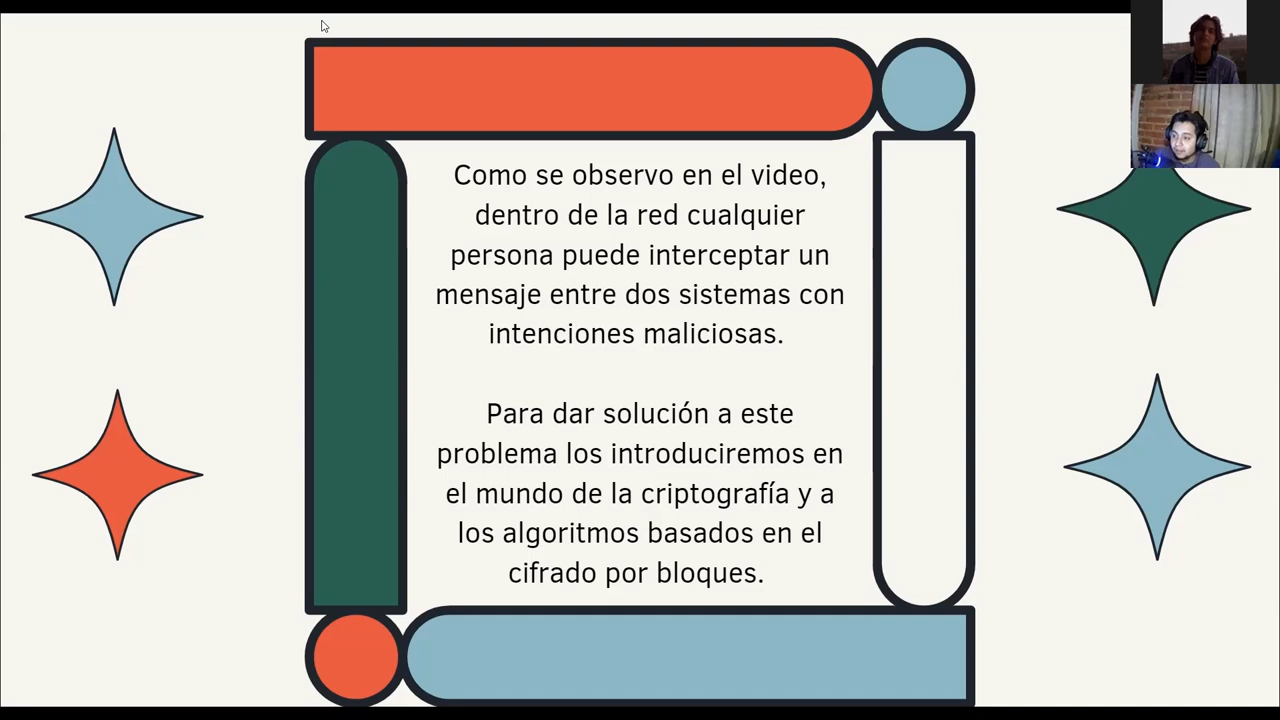 Como se observo en el video,
dentro de la red cualquier
persona puede interceptar un
mensaje entre dos sistemas con
intenciones maliciosas.
Para dar solución a este
problema los introduciremos en
el mundo de la criptografía y a
los algoritmos basados en el
cifrado por bloques.